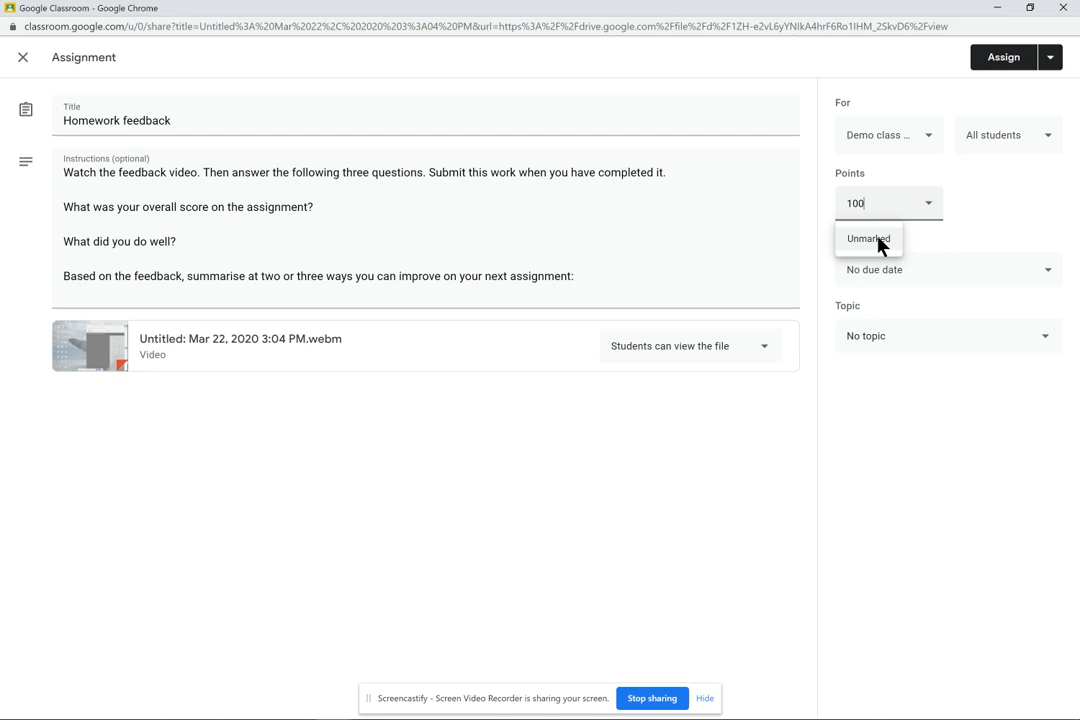 Google Classroom - Google Chrome
classroom.google.com/u/0/share?title=Untitled%3A%20Mar%2022%2C%202020%203%3A04%20PM&url=https%3A%2F%2Fdrive.google.com%2Ffile%2Fd%2F1ZH-e2vL6yYNIkA4hrF6Ro1IHM_2SkvD6%2Fview
Assignment
Assign
Title
Homework feedback
Instructions (optional)
Watch the feedback video. Then answer the following three questions. Submit this work when you have completed it.
What was your overall score on the assignment?
What did you do well?
Based on the feedback, summarise at two or three ways you can improve on your next assignment:
Untitled: Mar 22, 2020 3:04 PM.webm
Video
Students can view the file
For
Demo class ...
All students
Points
100
Unmarked
No due date
Topic
No topic
Screencastify - Screen Video Recorder is sharing your screen.
Stop sharing
Hide